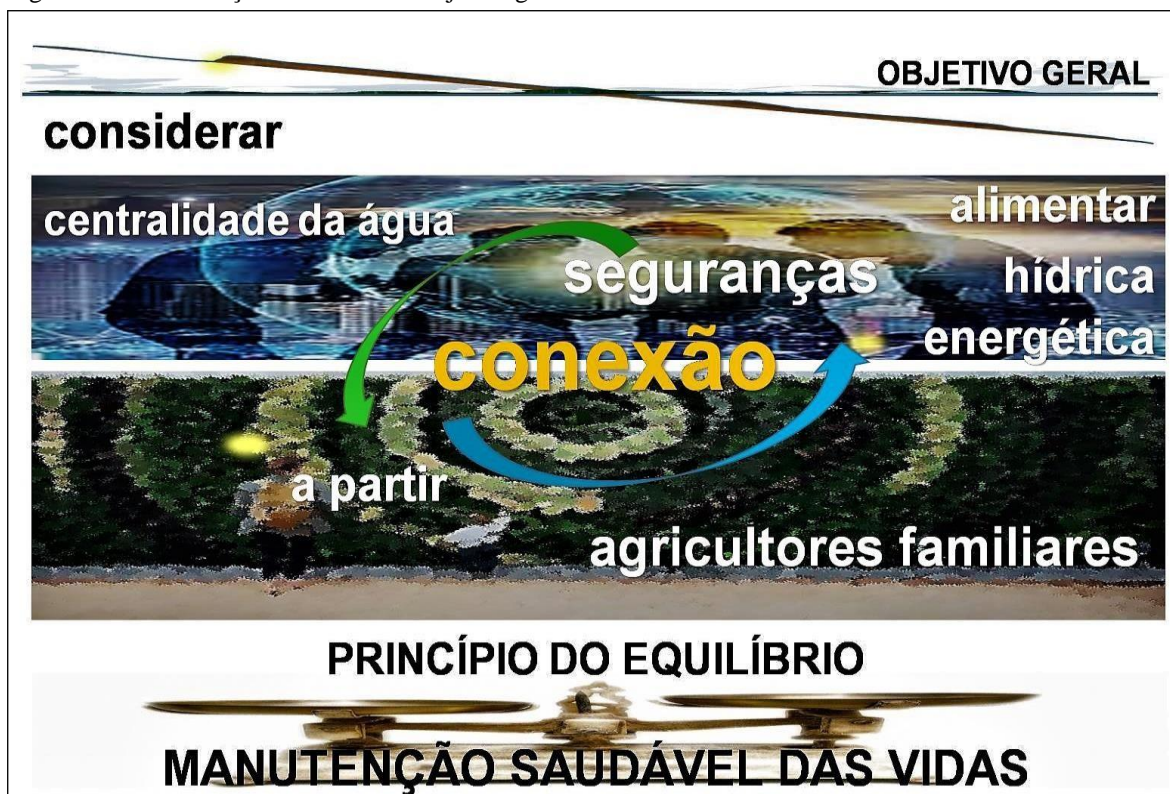 OBJETIVO GERAL
considerar
centralidade da água
alimentar
seguranças
hídrica
energética
conexão
a partir
agricultores familiares
PRINCÍPIO DO EQUILÍBRIO
MANUTENÇÃO SAUDÁVEL DAS VIDAS